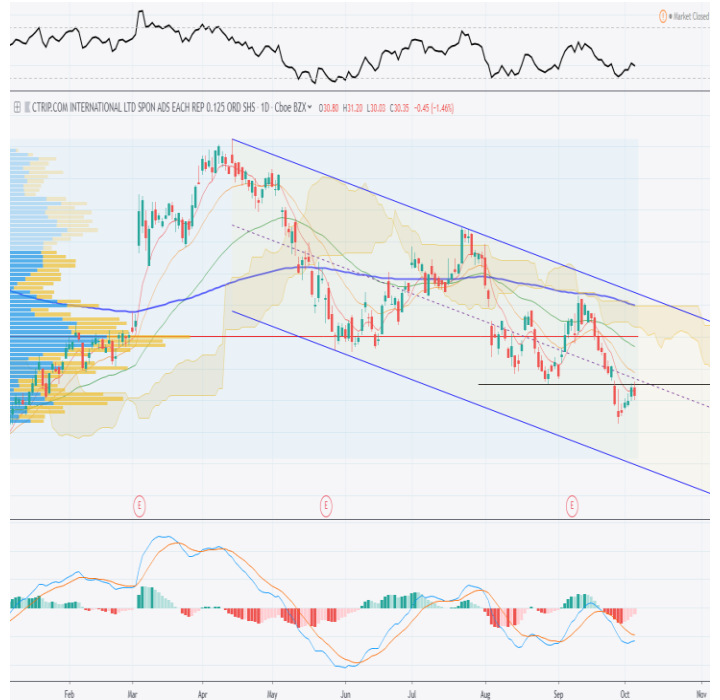 ! Market Closed
CTRIP.COM INTERNATIONAL LTD SPON ADS EACH REP 0.125 ORD SHS · 1D · Cboe BZX
O30.80 H31.20 L30.03 C30.35 -0.45 (-1.46%)
E E E
Feb Mar Apr May Jun Jul Aug Sep Oct Nov